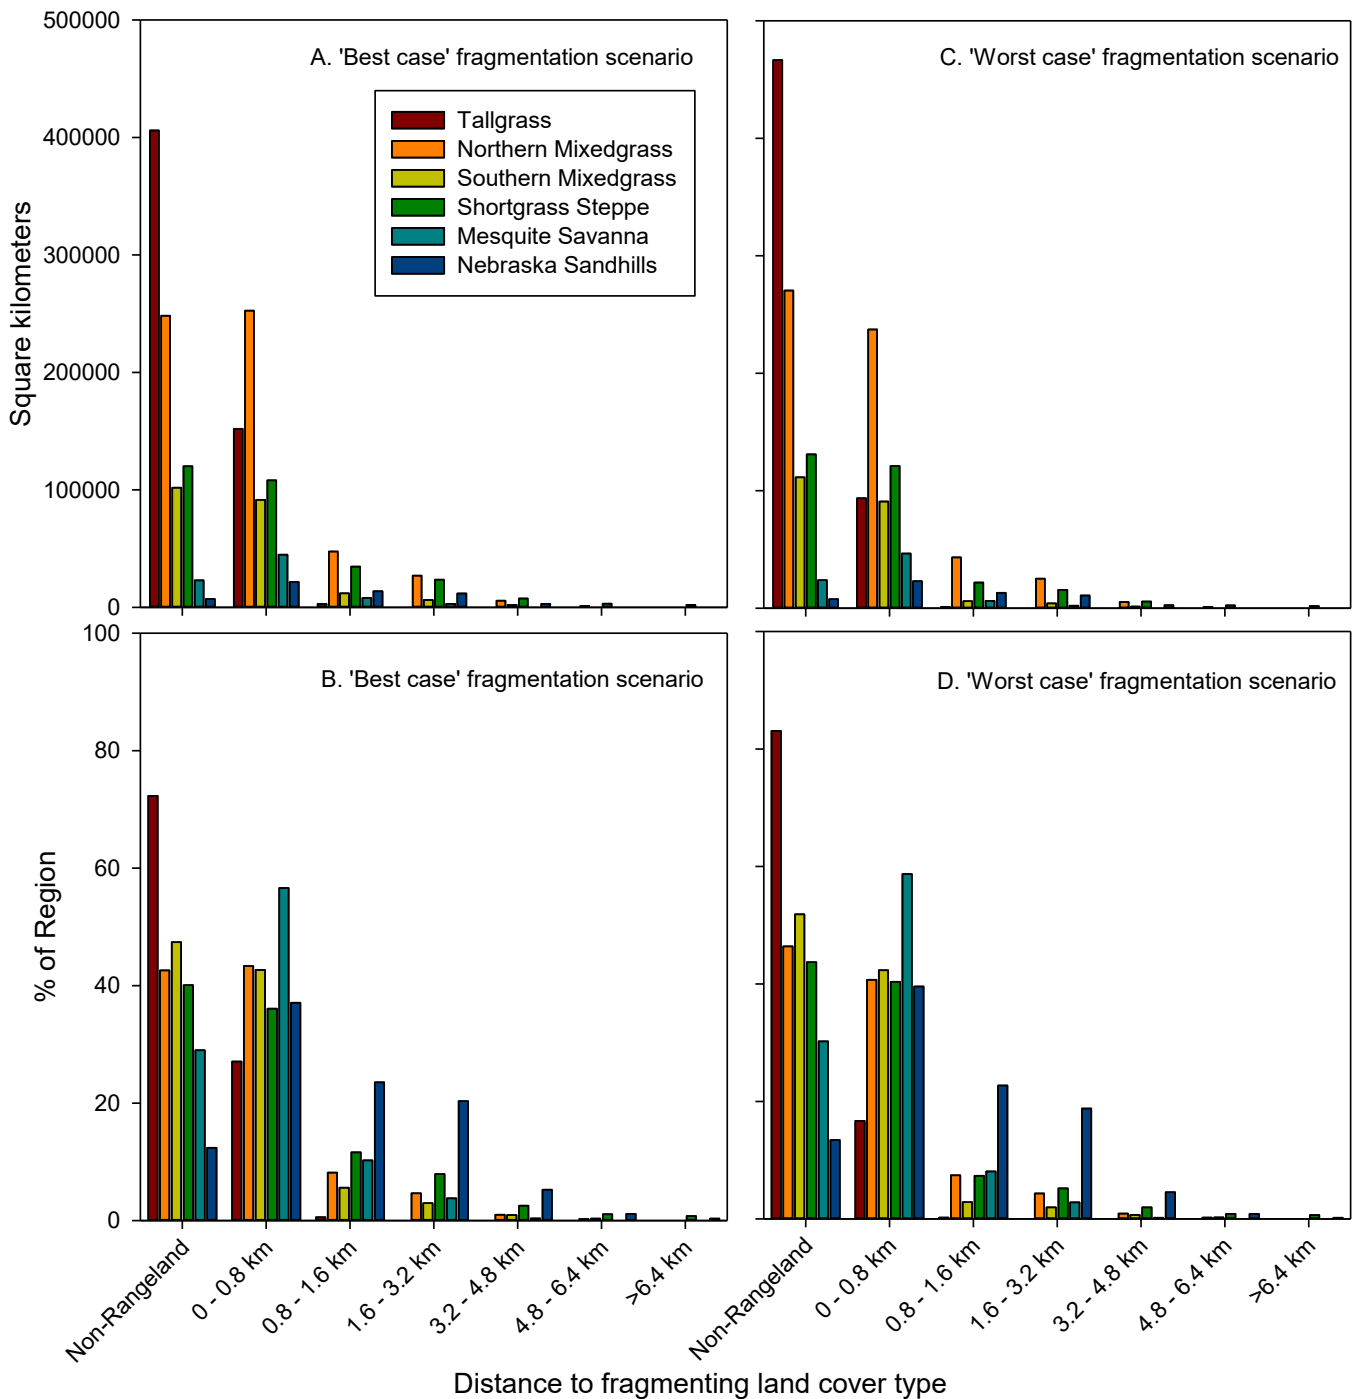 500000
400000
300000
200000
100000
0
Square kilometers
A. 'Best case' fragmentation scenario
Tallgrass
Northern Mixedgrass
Southern Mixedgrass
Shortgrass Steppe
Mesquite Savanna
Nebraska Sandhills
C. 'Worst case' fragmentation scenario
100
80
60
40
20
0
% of Region
B. 'Best case' fragmentation scenario
D. 'Worst case' fragmentation scenario
Non-Rangeland
0 - 0.8 km
0.8 - 1.6 km
1.6 - 3.2 km
3.2 - 4.8 km
4.8 - 6.4 km
>6.4 km
Non-Rangeland
0 - 0.8 km
0.8 - 1.6 km
1.6 - 3.2 km
3.2 - 4.8 km
4.8 - 6.4 km
>6.4 km
Distance to fragmenting land cover type